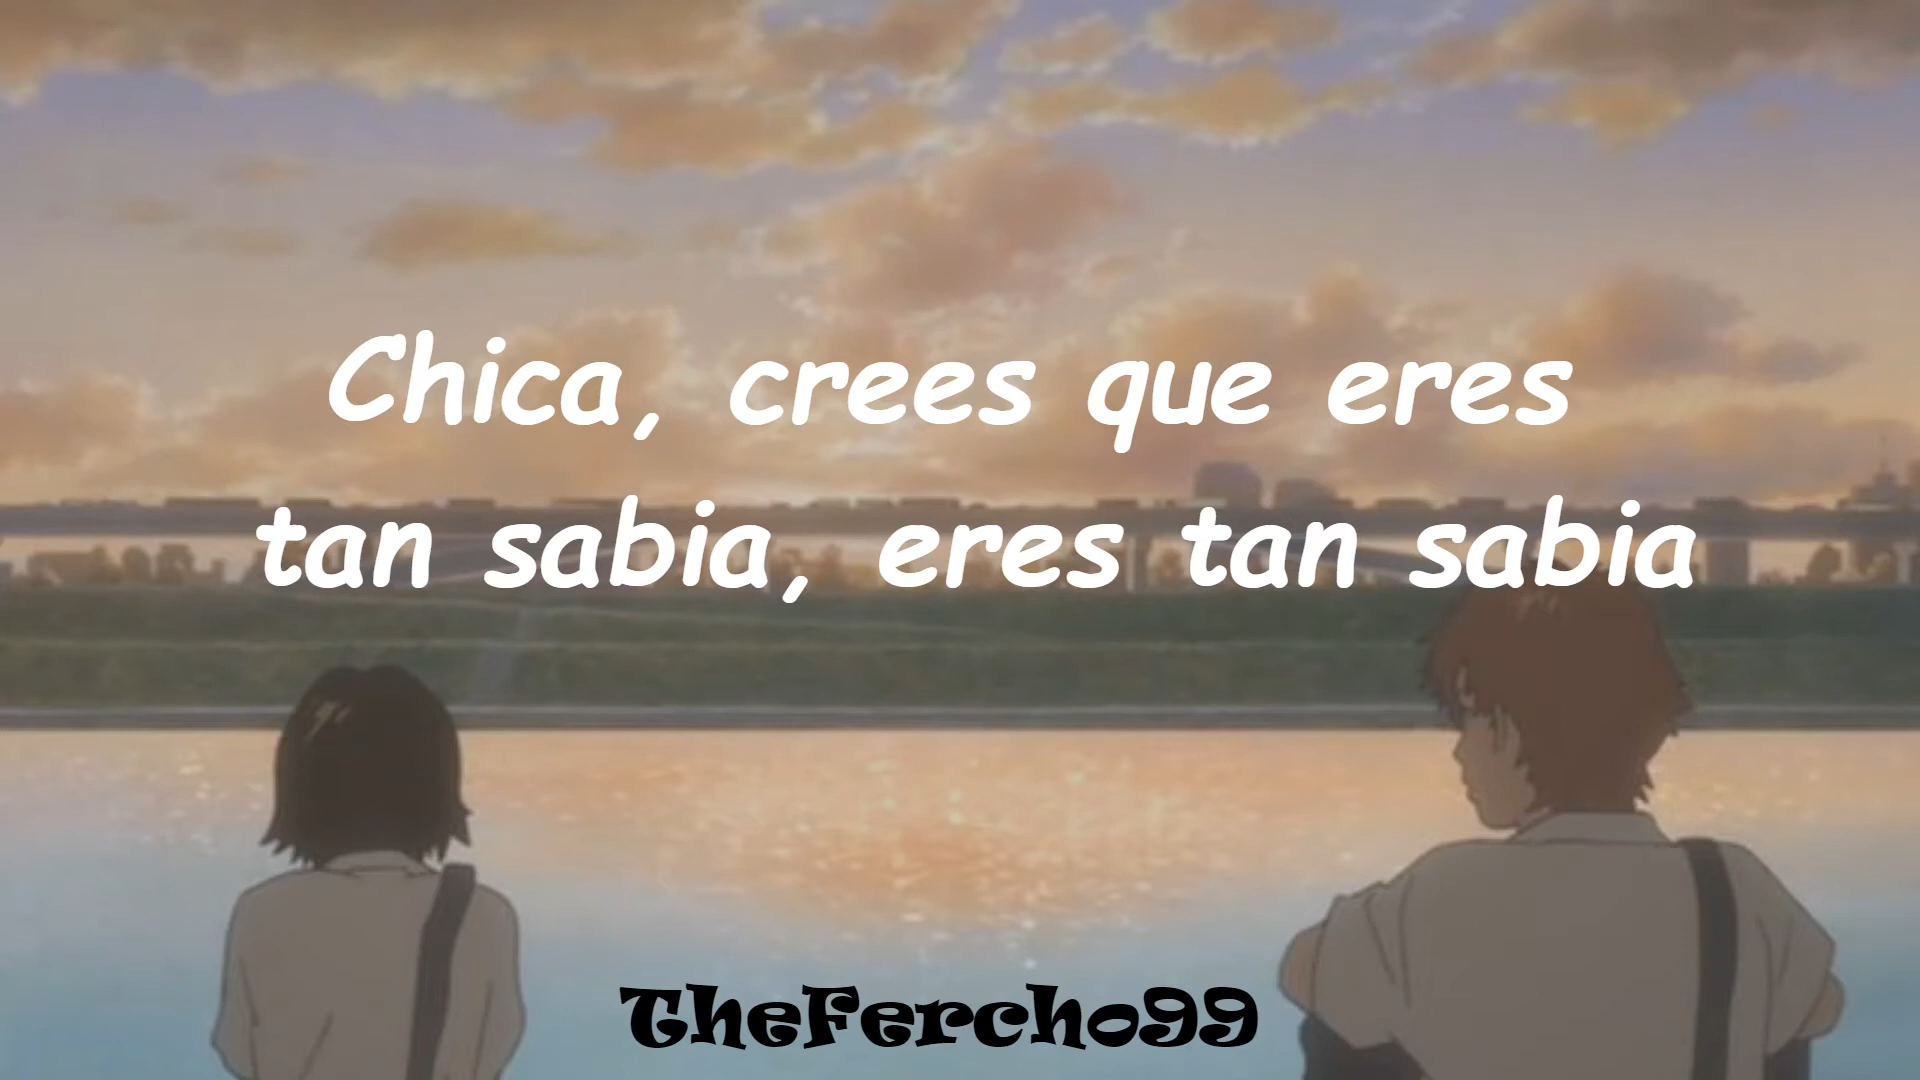 Chica, crees que eres
tan sabia, eres tan sabia
TheFercho99